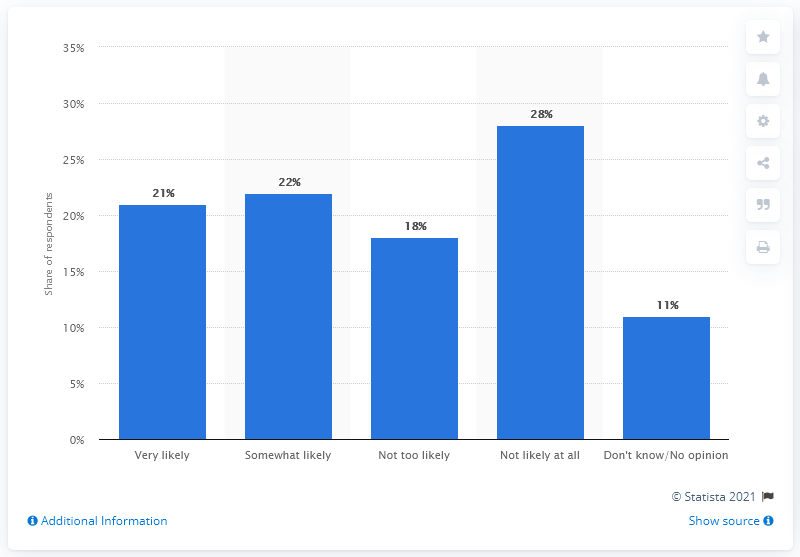 35%
30%
25%
20%
15%
10%
5%
0%
Share of respondents
21%
22%
18%
28%
11%
Very likely
Somewhat likely
Not too likely
Not likely at all
Don't know/No opinion
© Statista 2021
Additional Information
Show source